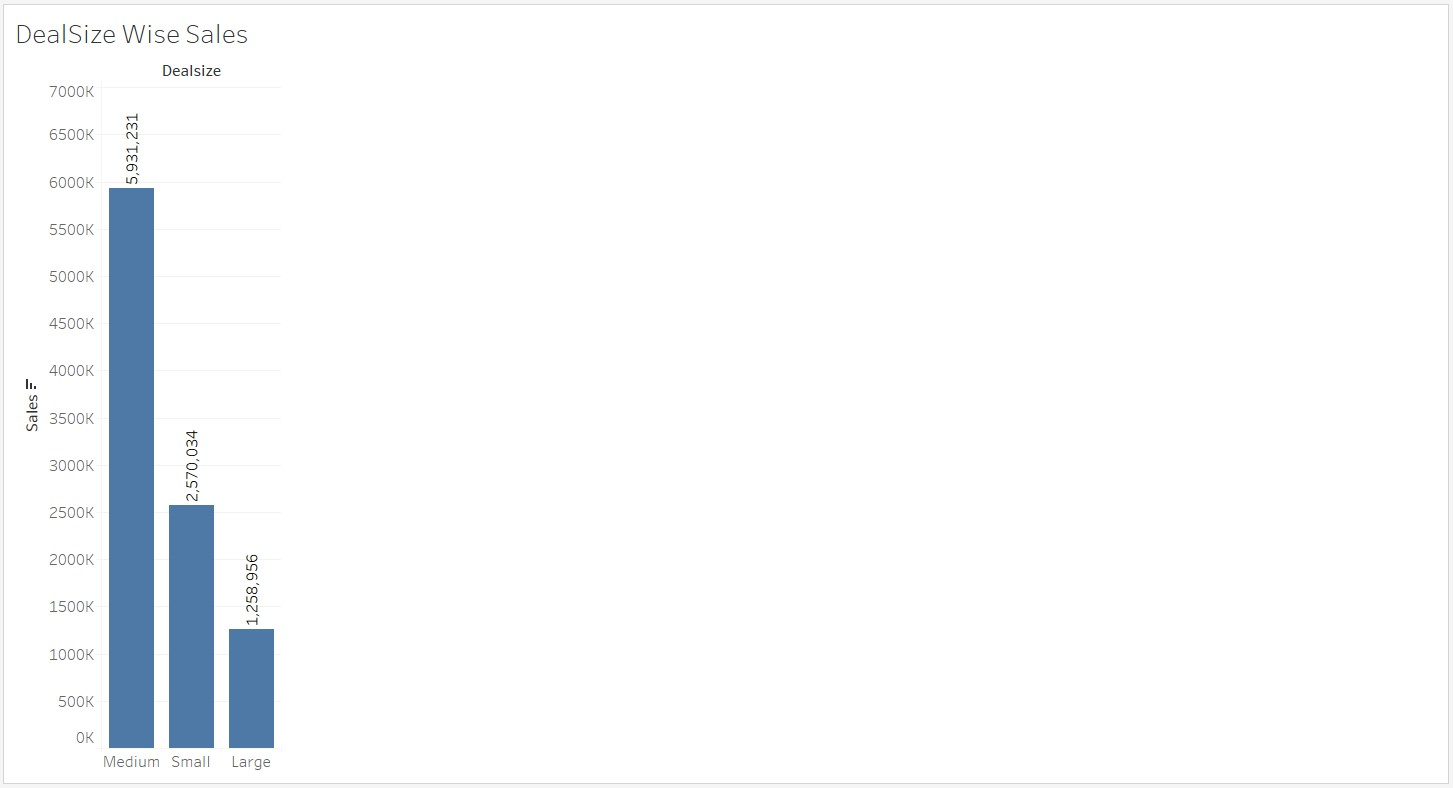 DealSize Wise Sales
Dealsize
7000K
6500K
6000K
5500K
5000K
4500K
4000K
3500K
3000K
2500K
2000K
1500K
1000K
500K
0K
Sales
5,931,231
2,570,034
1,258,956
Medium Small Large